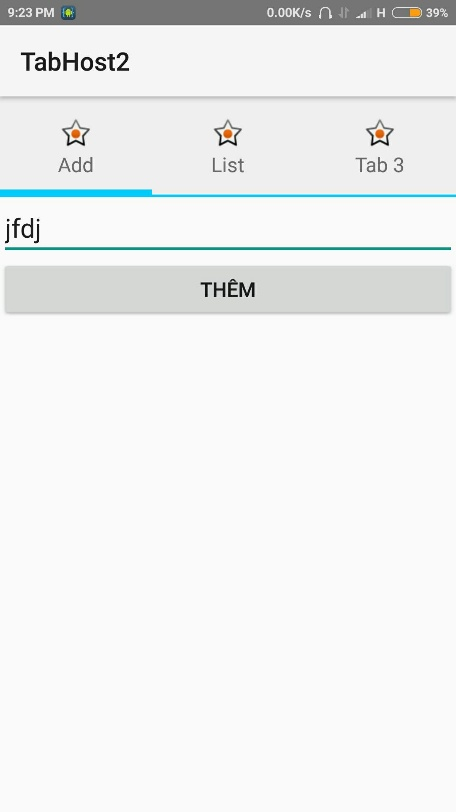 9:23 PM 0.00K/s H 39%
TabHost2
Add List Tab 3
jfdj
THÊM